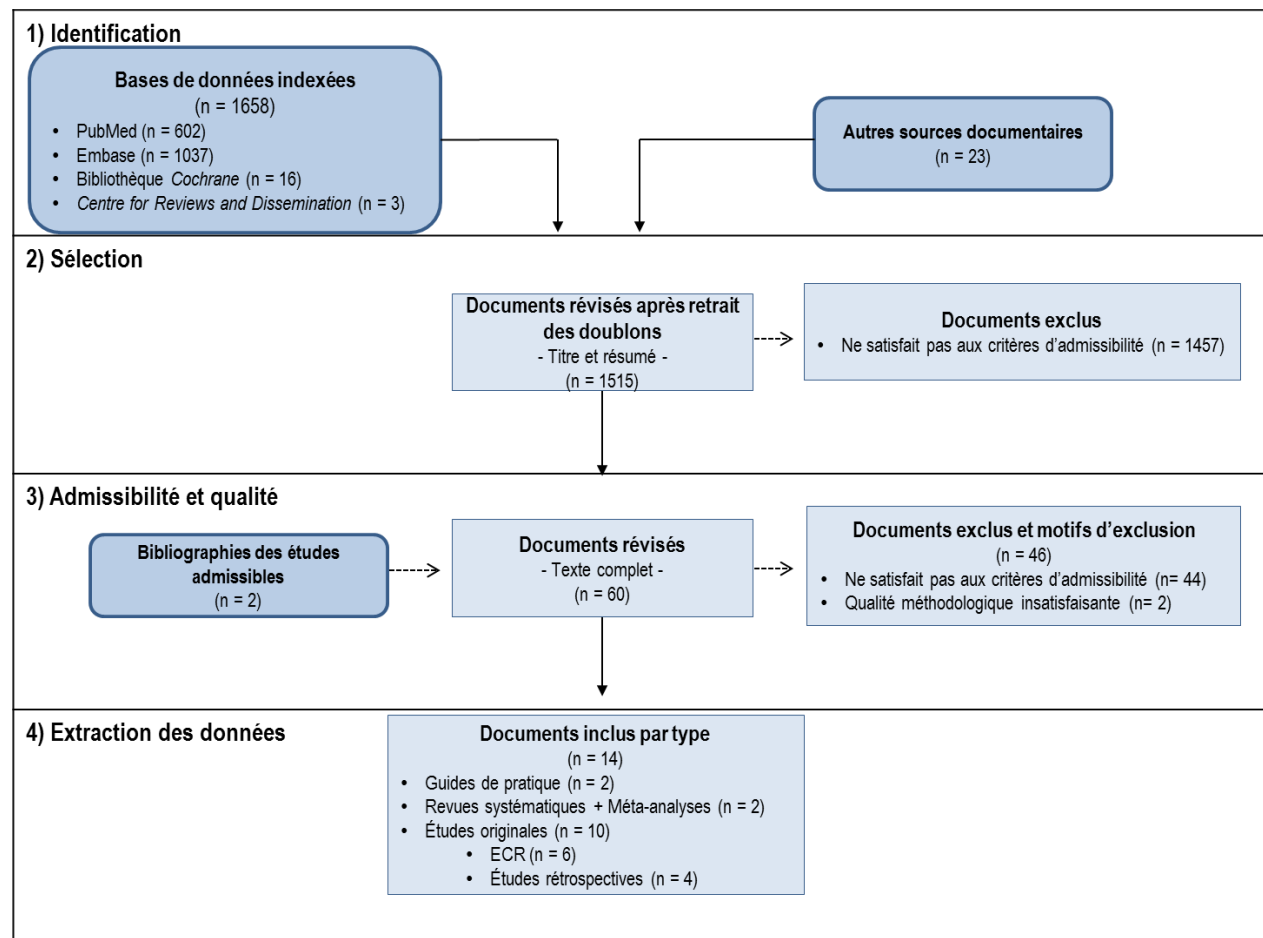 1) Identification
Bases de données indexées
(n = 1658)
• PubMed (n = 602)
• Embase (n = 1037)
• Bibliothèque Cochrane (n = 16)
• Centre for Reviews and Dissemination (n = 3)
Autres sources documentaires
(n = 23)
2) Sélection
Documents révisés après retrait
des doublons
- Titre et résumé -
(n = 1515)
Documents exclus
• Ne satisfait pas aux critères d’admissibilité (n = 1457)
3) Admissibilité et qualité
Bibliographies des études
admissibles
(n = 2)
Documents révisés
- Texte complet -
(n = 60)
Documents exclus et motifs d’exclusion
(n = 46)
• Ne satisfait pas aux critères d’admissibilité (n= 44)
• Qualité méthodologique insatisfaisante (n= 2)
4) Extraction des données
Documents inclus par type
(n = 14)
• Guides de pratique (n = 2)
• Revues systématiques + Méta-analyses (n = 2)
• Études originales (n = 10)
• ECR (n = 6)
• Études rétrospectives (n = 4)